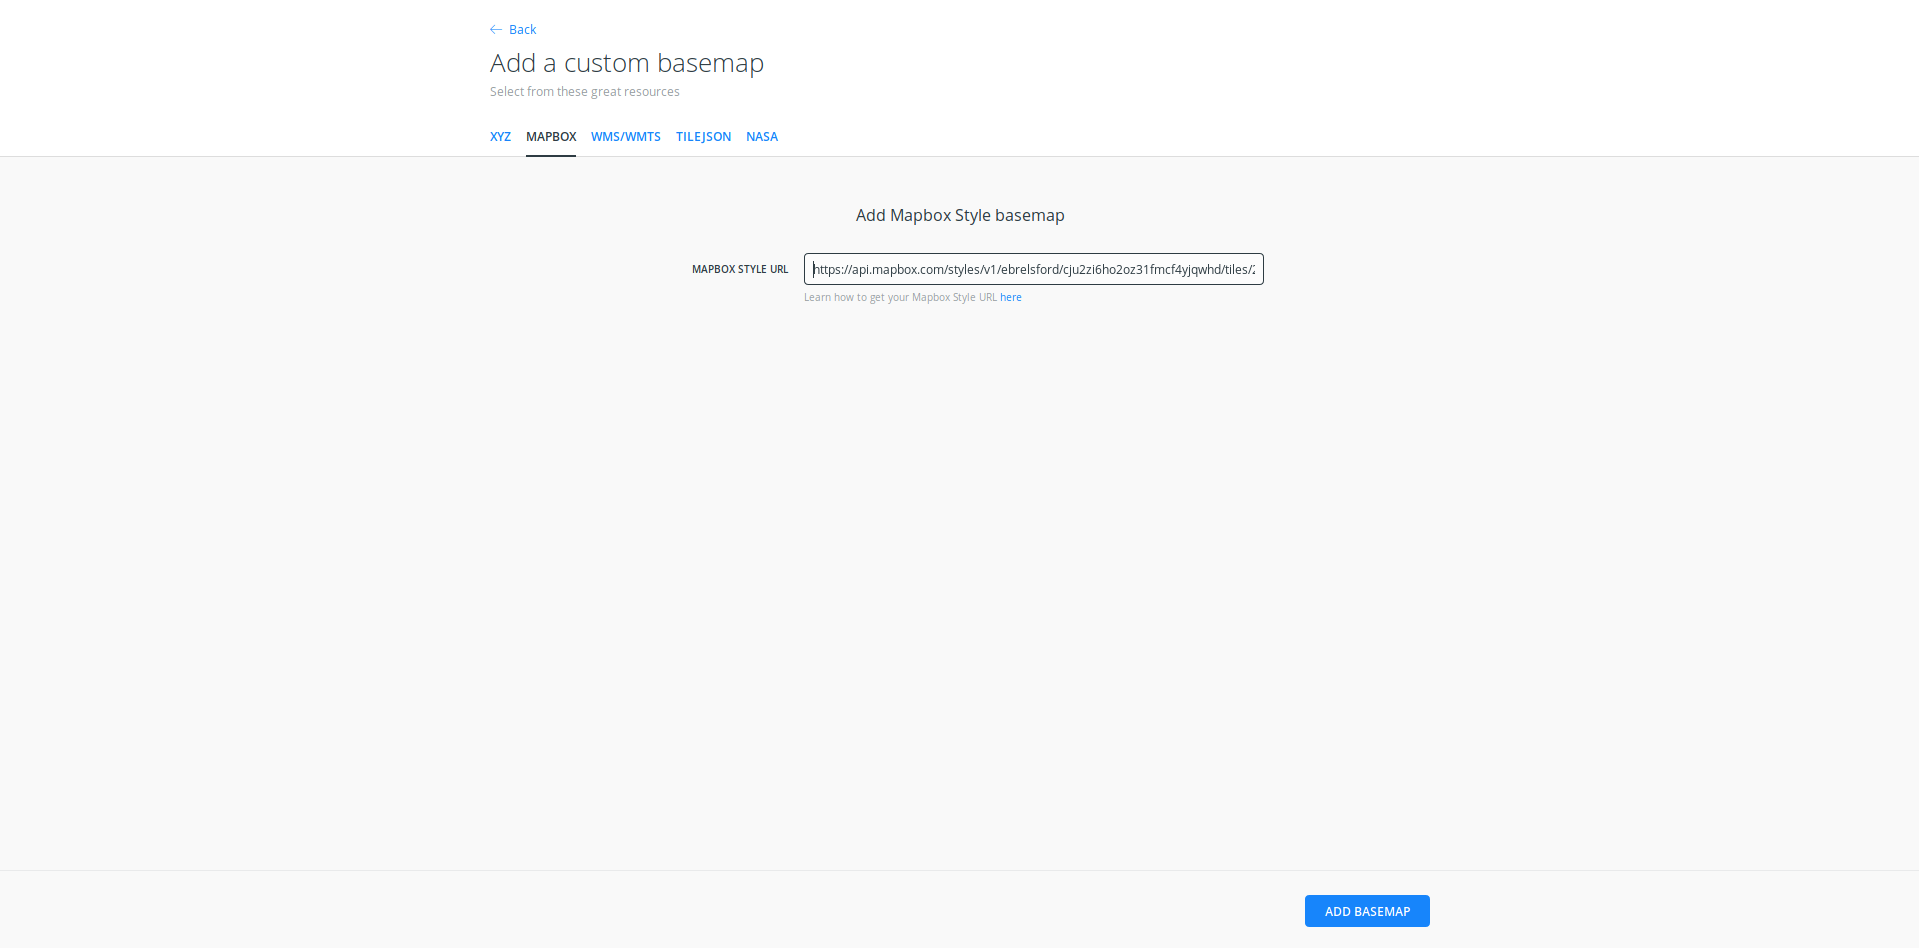 Back
Add a custom basemap
Select from these great resources
XYZ MAPBOX WMS/WMTS TILEJSON NASA
Add Mapbox Style basemap
MAPBOX STYLE URL https://api.mapbox.com/styles/v1/ebrelsford/cju2zi6ho2oz31fmcf4yjqwhd/tiles/2
Learn how to get your Mapbox Style URL here
ADD BASEMAP